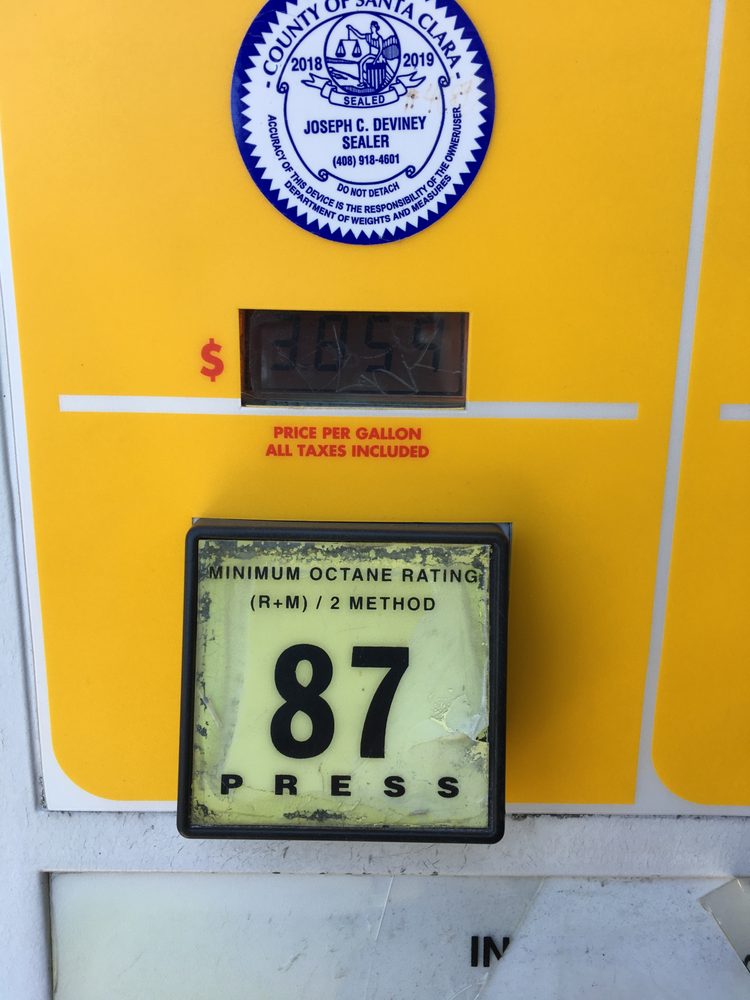 COUNTY OF SANTA CLARA
2018 2019
SEALED
JOSEPH C. DEVINEY
SEALER
(408) 918-4601
DO NOT DETACH
ACCURACY OF THIS DEVICE IS THE RESPONSIBILITY OF THE OWNER/USER
DEPARTMENT OF WEIGHTS AND MEASURES
$ 3859
PRICE PER GALLON
ALL TAXES INCLUDED
MINIMUM OCTANE RATING
(R+M) / 2 METHOD
87
PRESS
IN